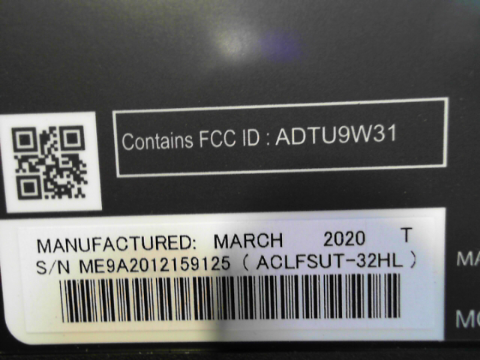 Contains FCC ID : ADTU9W31
MANUFACTURED: MARCH 2020 T
S/N ME9A2012159125 ( ACLFSUT-32HL )